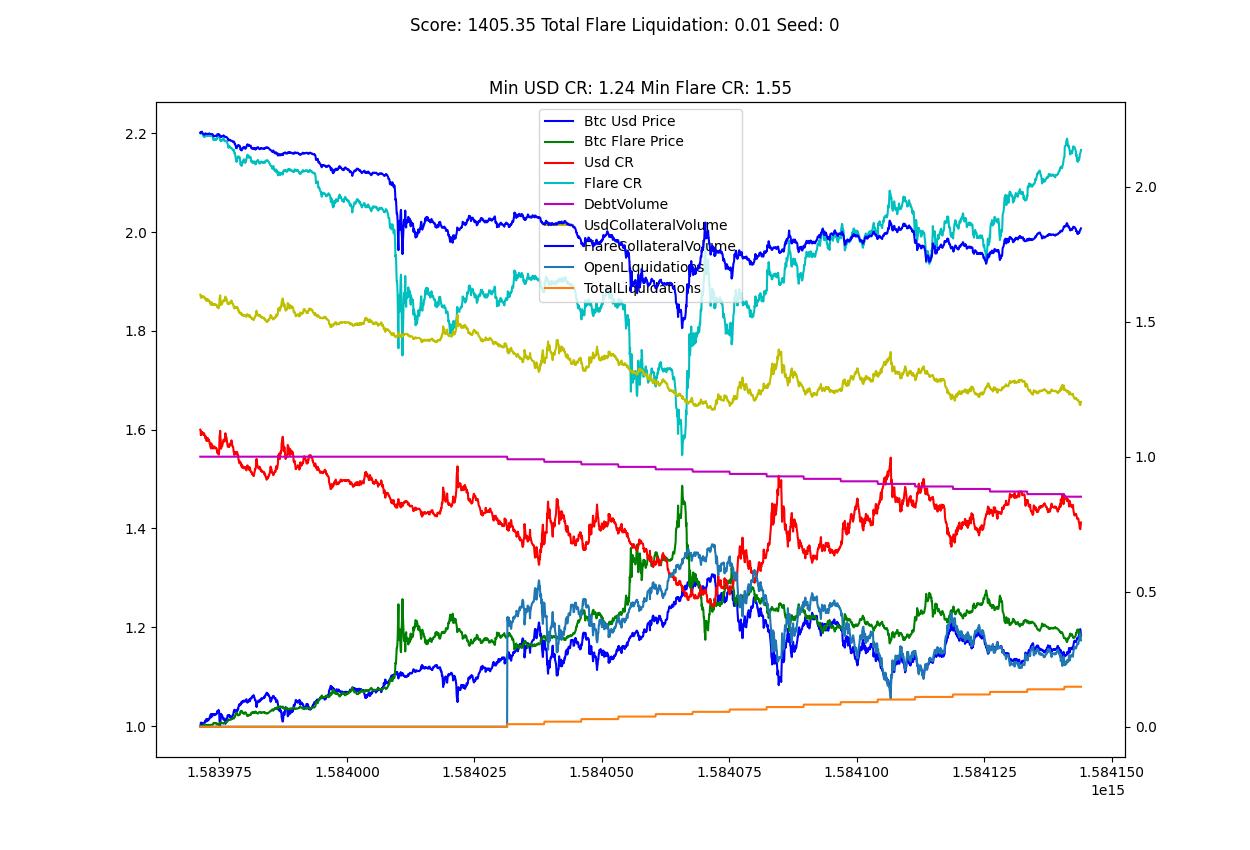 Score: 1405.35 Total Flare Liquidation: 0.01 Seed: 0
Min USD CR: 1.24 Min Flare CR: 1.55
Btc Usd Price
Btc Flare Price
Usd CR
Flare CR
DebtVolume
UsdCollateralVolume
FlareCollateralVolume
OpenLiquidations
TotalLiquidations
2.2
2.0
1.8
1.6
1.4
1.2
1.0
2.0
1.5
1.0
0.5
0.0
1.583975 1.584000 1.584025 1.584050 1.584075 1.584100 1.584125 1.584150
1e15